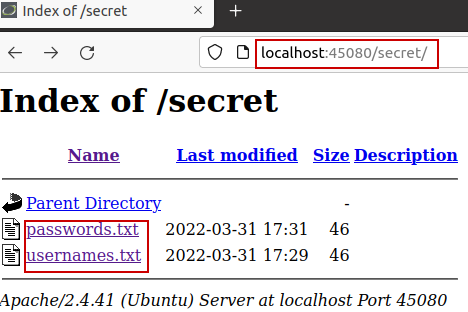 Index of /secret
localhost:45080/secret/
Index of /secret
Name Last modified Size Description
Parent Directory -
passwords.txt 2022-03-31 17:31 46
usernames.txt 2022-03-31 17:29 46
Apache/2.4.41 (Ubuntu) Server at localhost Port 45080